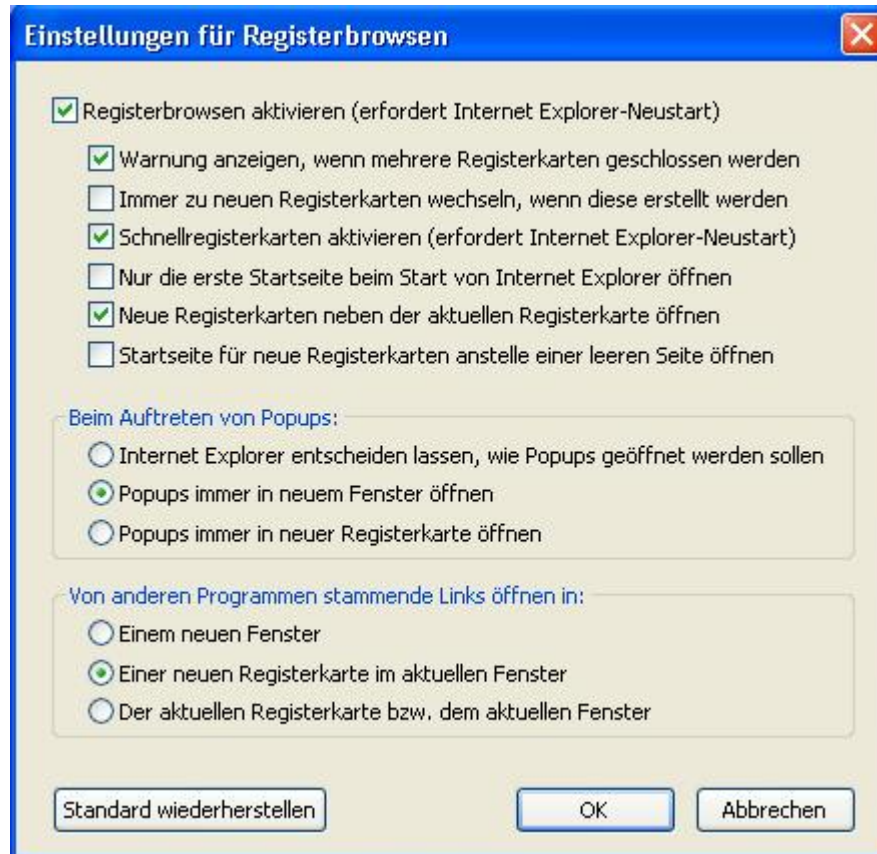 Einstellungen für Registerbrowsen
Registerbrowsen aktivieren (erfordert Internet Explorer-Neustart)
Warnung anzeigen, wenn mehrere Registerkarten geschlossen werden
Immer zu neuen Registerkarten wechseln, wenn diese erstellt werden
Schnellregisterkarten aktivieren (erfordert Internet Explorer-Neustart)
Nur die erste Startseite beim Start von Internet Explorer öffnen
Neue Registerkarten neben der aktuellen Registerkarte öffnen
Startseite für neue Registerkarten anstelle einer leeren Seite öffnen
Beim Auftreten von Popups:
Internet Explorer entscheiden lassen, wie Popups geöffnet werden sollen
Popups immer in neuem Fenster öffnen
Popups immer in neuer Registerkarte öffnen
Von anderen Programmen stammende Links öffnen in:
Einem neuen Fenster
Einer neuen Registerkarte im aktuellen Fenster
Der aktuellen Registerkarte bzw. dem aktuellen Fenster
Standard wiederherstellen OK Abbrechen